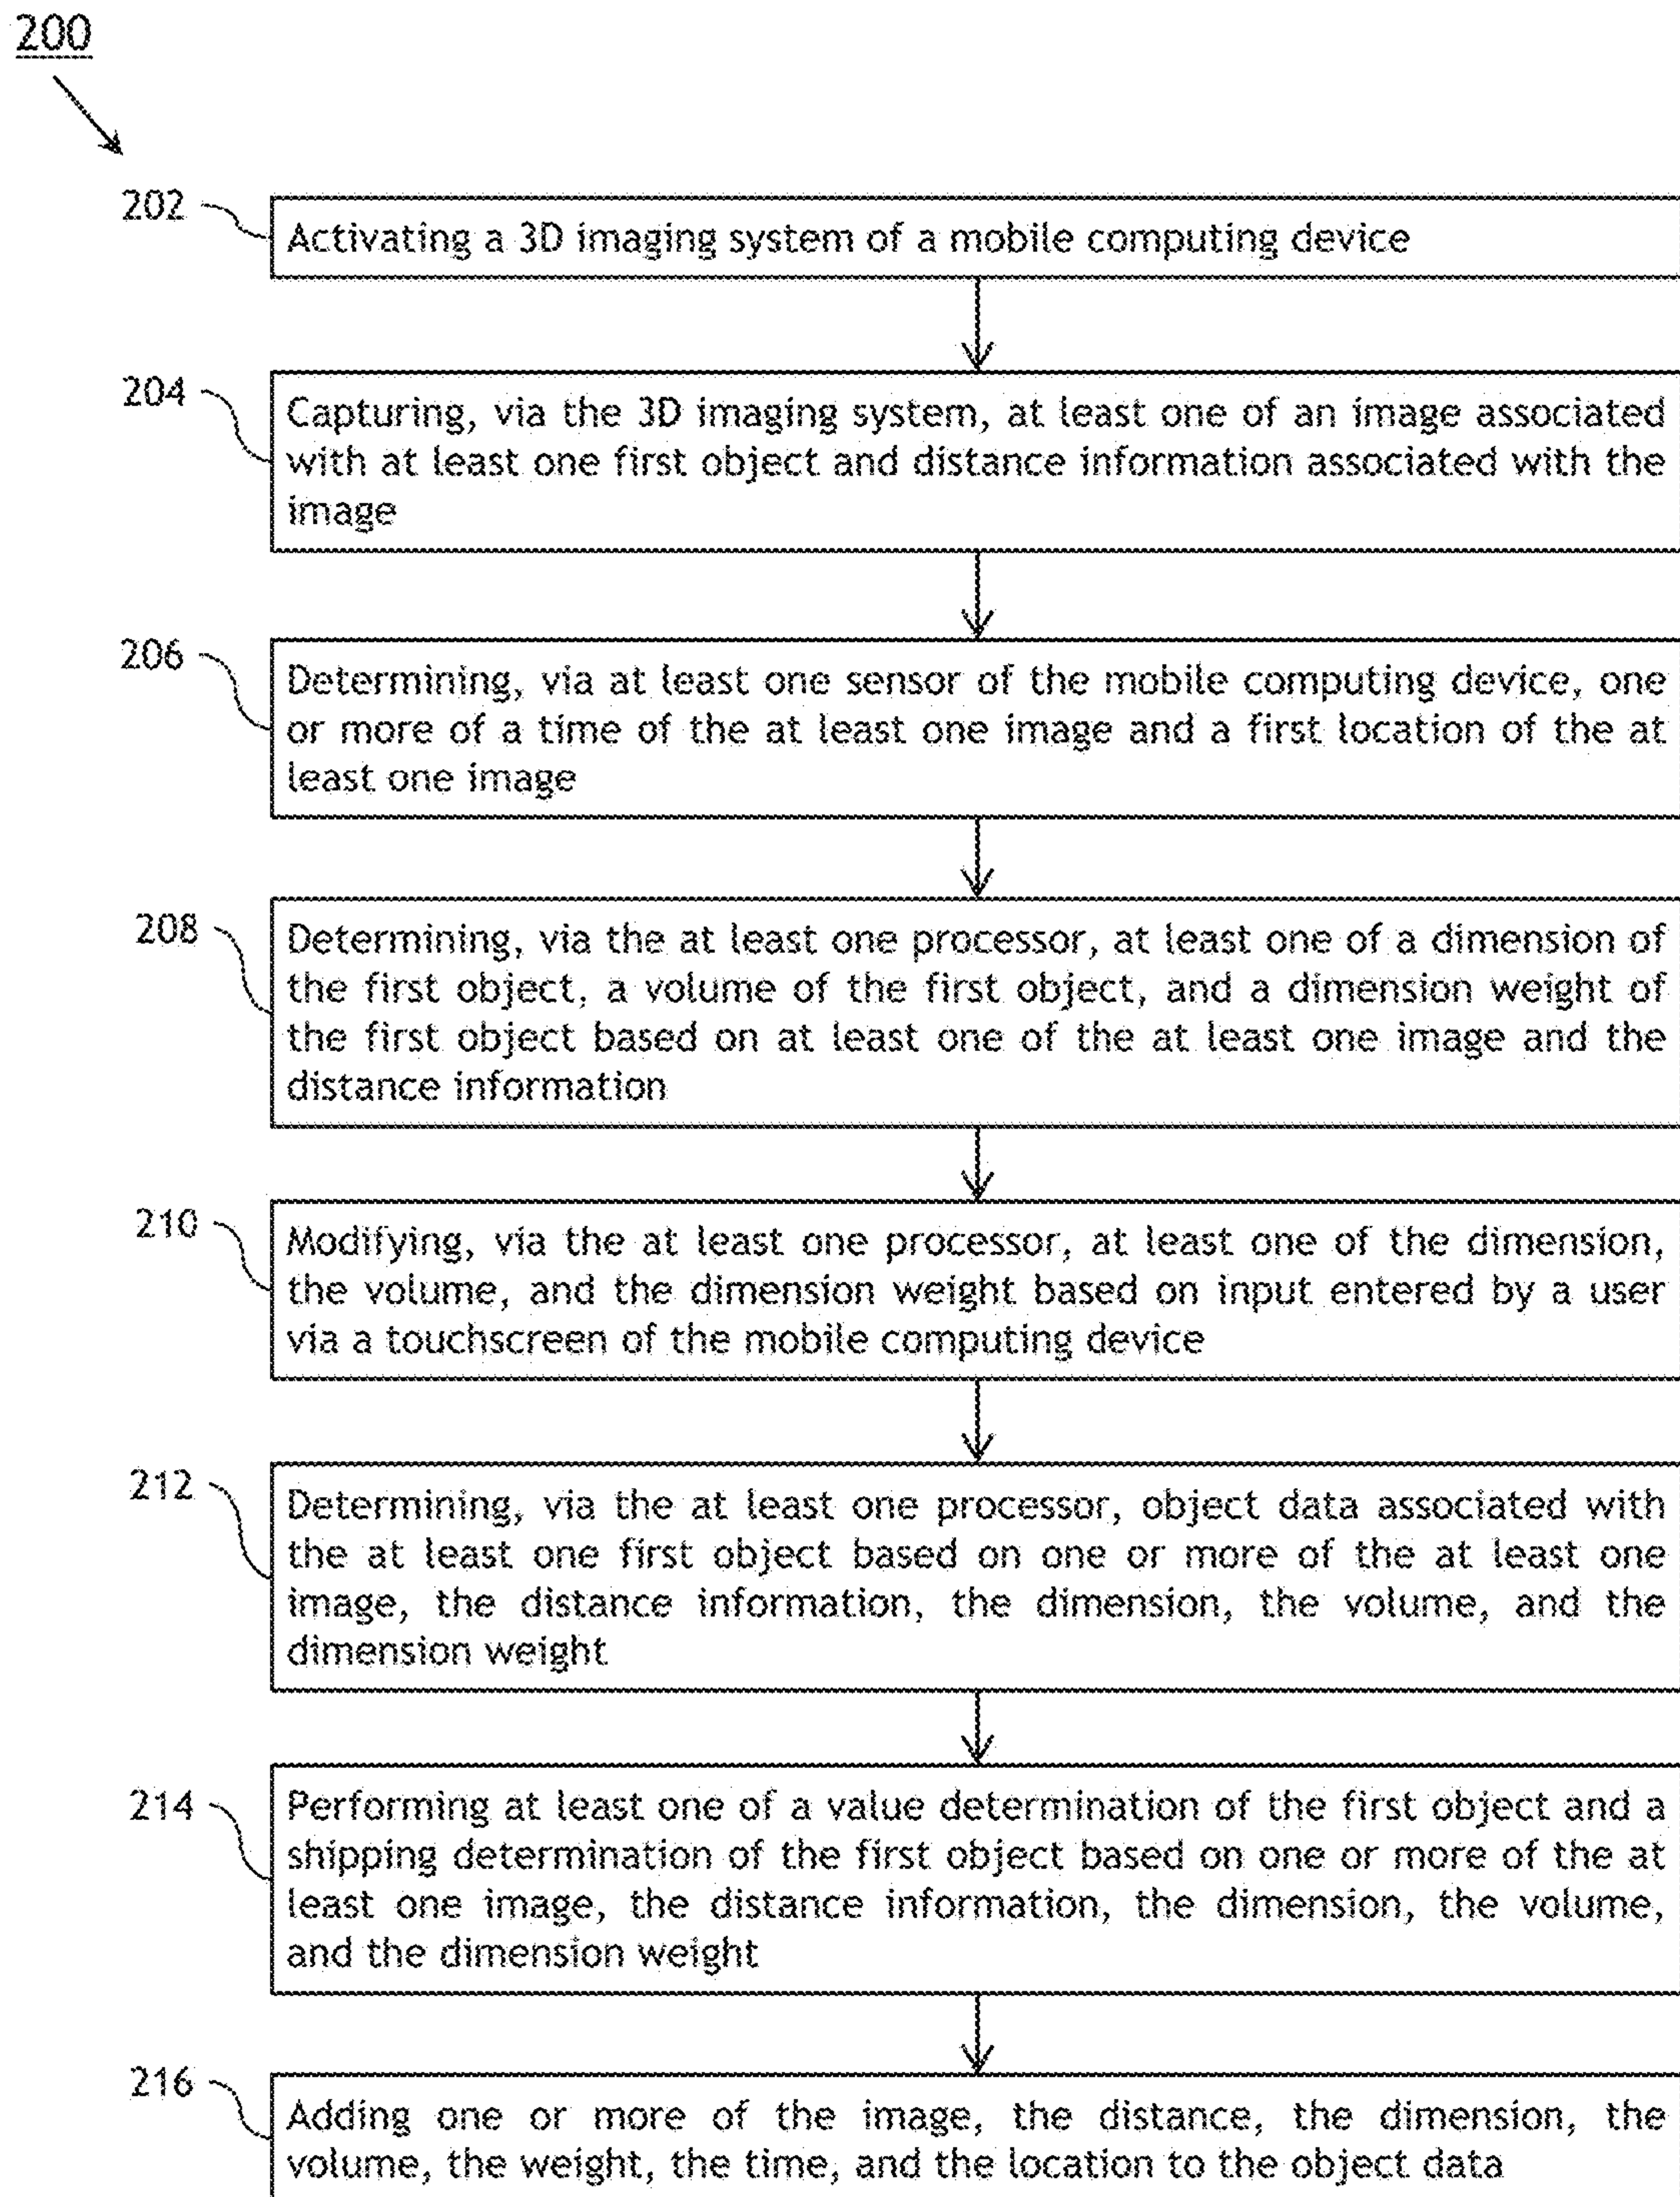 200
202
Activating a 3D imaging system of a mobile computing device
204
Capturing, via the 3D imaging system, at least one of an image associated
with at least one first object and distance information associated with the
image
206
Determining, via at least one sensor of the mobile computing device, one
or more of a time of the at least one image and a first location of the at
least one image
208
Determining, via the at least one processor, at least one of a dimension of
the first object, a volume of the first object, and a dimension weight of
the first object based on at least one of the at least one image and the
distance information
210
Modifying, via the at least one processor, at least one of the dimension,
the volume, and the dimension weight based on input entered by a user
via a touchscreen of the mobile computing device
212
Determining, via the at least one processor, object data associated with
the at least one first object based on one or more of the at least one
image, the distance information, the dimension, the volume, and the
dimension weight
214
Performing at least one of a value determination of the first object and a
shipping determination of the first object based on one or more of the at
least one image, the distance information, the dimension, the volume,
and the dimension weight
216
Adding one or more of the image, the distance, the dimension, the
volume, the weight, the time, and the location to the object data